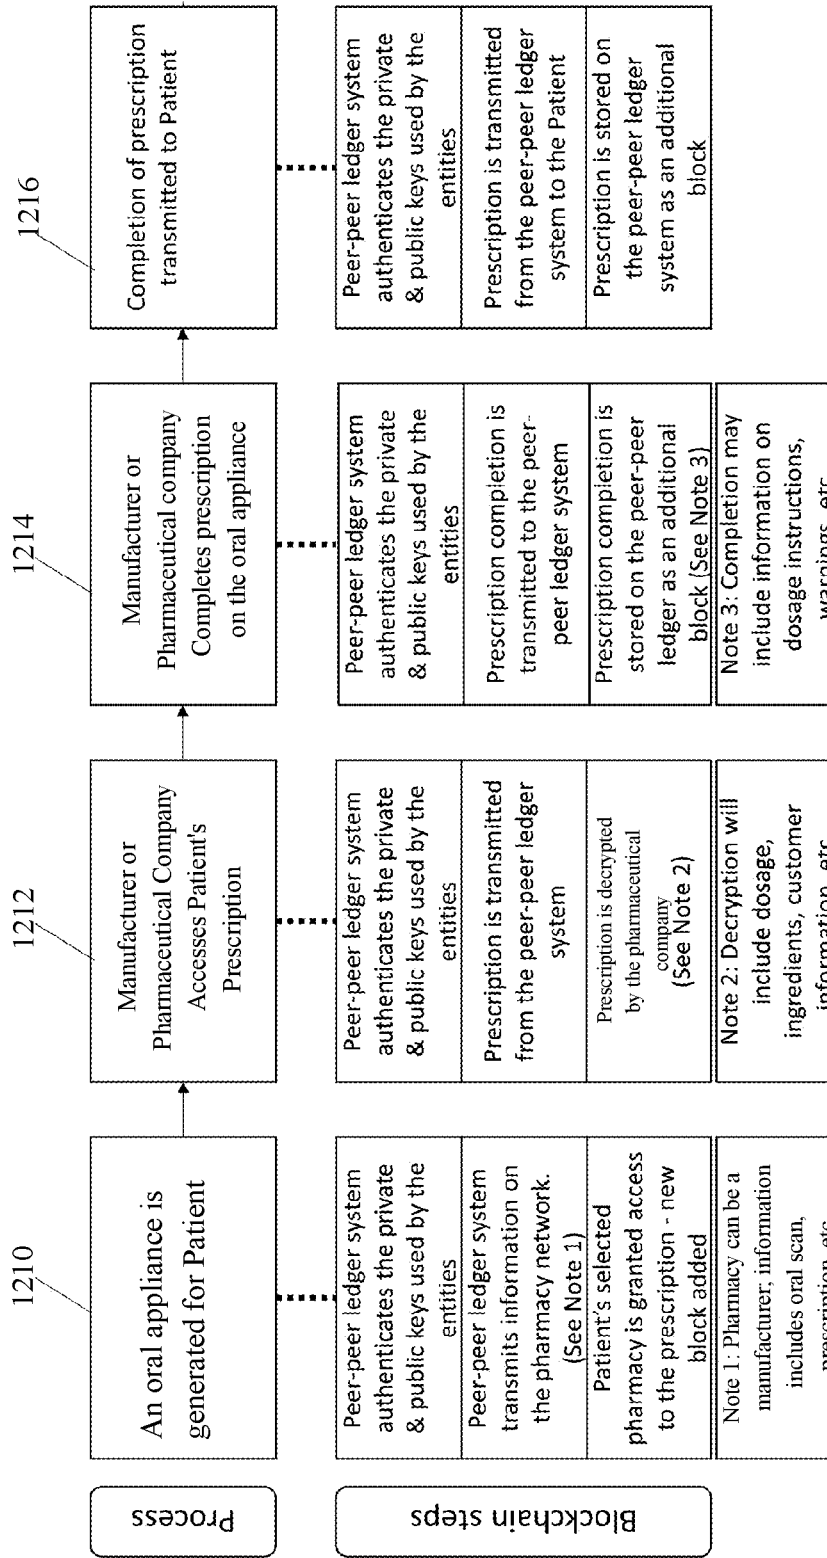 Process
1210
An oral appliance is
generated for Patient
1212
Manufacturer or
Pharmaceutical Company
Accesses Patient's
Prescription
1214
Manufacturer or
Pharmaceutical company
Completes prescription
on the oral appliance
1216
Completion of prescription
transmitted to Patient
Blockchain steps
Peer-peer ledger system
authenticates the private
& public keys used by the
entities
Peer-peer ledger system
transmits information on
the pharmacy network.
(See Note 1)
Patient's selected
pharmacy is granted access
to the prescription - new
block added
Note 1: Pharmacy can be a
manufacturer; information
includes oral scan,
prescription, etc.
Peer-peer ledger system
authenticates the private
& public keys used by the
entities
Prescription is transmitted
from the peer-peer ledger
system
Prescription is decrypted
by the pharmaceutical
company
(See Note 2)
Note 2: Decryption will
include dosage,
ingredients, customer
information, etc.
Peer-peer ledger system
authenticates the private
& public keys used by the
entities
Prescription completion is
transmitted to the peer-
peer ledger system
Prescription completion is
stored on the peer-peer
ledger as an additional
block (See Note 3)
Note 3: Completion may
include information on
dosage instructions,
warnings, etc.
Peer-peer ledger system
authenticates the private
& public keys used by the
entities
Prescription is transmitted
from the peer-peer ledger
system to the Patient
Prescription is stored on
the peer-peer ledger
system as an additional
block